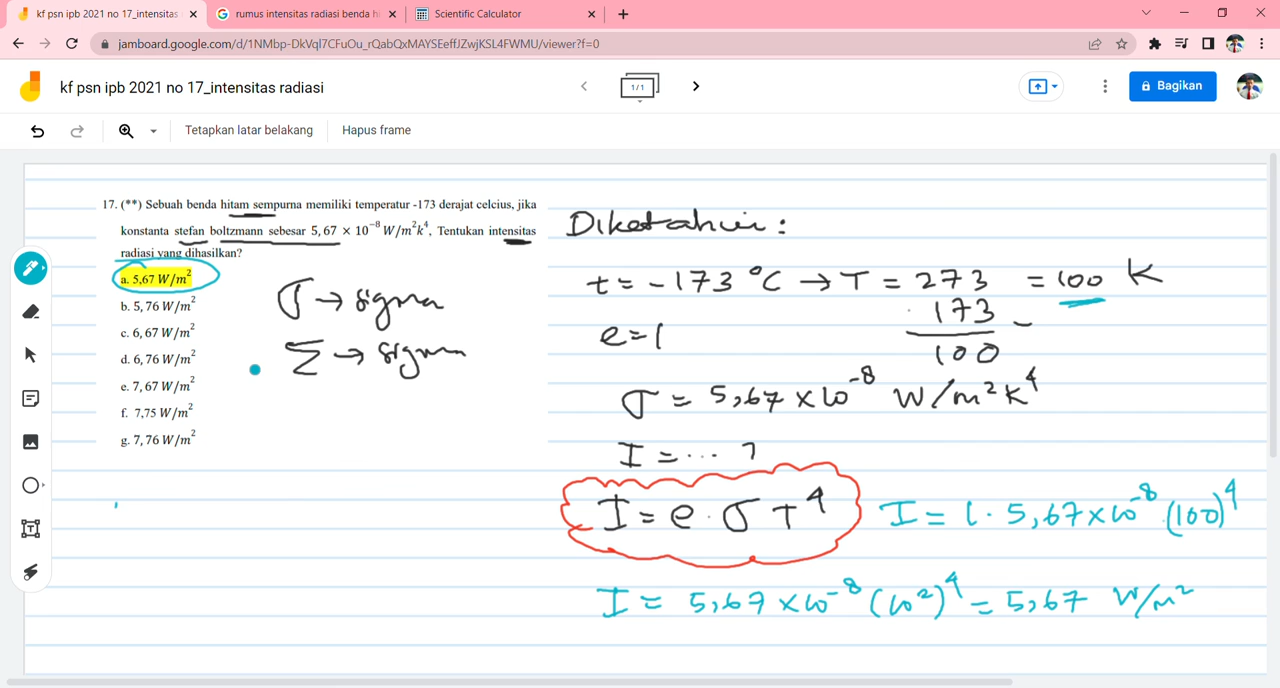 kf psn ipb 2021 no 17_intensitas
rumus intensitas radiasi benda hi
Scientific Calculator
jamboard.google.com/d/1NMbp-DkVql7CFuOu_rQabQxMAYSEeffJZwjKSL4FWMU/viewer?f=0
kf psn ipb 2021 no 17_intensitas radiasi
1/1
Bagikan
Tetapkan latar belakang
Hapus frame
17. (**) Sebuah benda hitam sempurna memiliki temperatur -173 derajat celcius, jika
konstanta stefan boltzmann sebesar 5,67 × 10⁻⁸ W/m²k⁴, Tentukan intensitas
radiasi yang dihasilkan?
a. 5,67 W/m²
b. 5,76 W/m²
c. 6,67 W/m²
d. 6,76 W/m²
e. 7,67 W/m²
f. 7,75 W/m²
g. 7,76 W/m²
σ → sigma
Σ → sigma
Diketahui :
t = -173 °C → T = 273 = 100 K
173 -
100
e = 1
σ = 5,67 × 10⁻⁸ W/m²K⁴
I = ... ?
I = e · σ T⁴
I = 1 · 5,67 × 10⁻⁸ (100)⁴
I = 5,67 × 10⁻⁸ (10²)⁴ = 5,67 W/m²